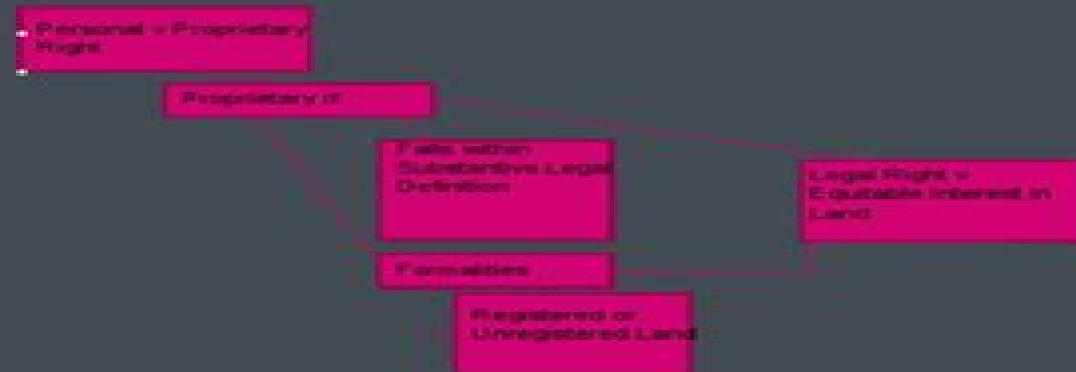 Personal v Proprietary
Right
Proprietary if
Falls within
Substantive Legal
Definition
Legal Right v
Equitable Interest in
Land
Formalities
Registered or
Unregistered Land